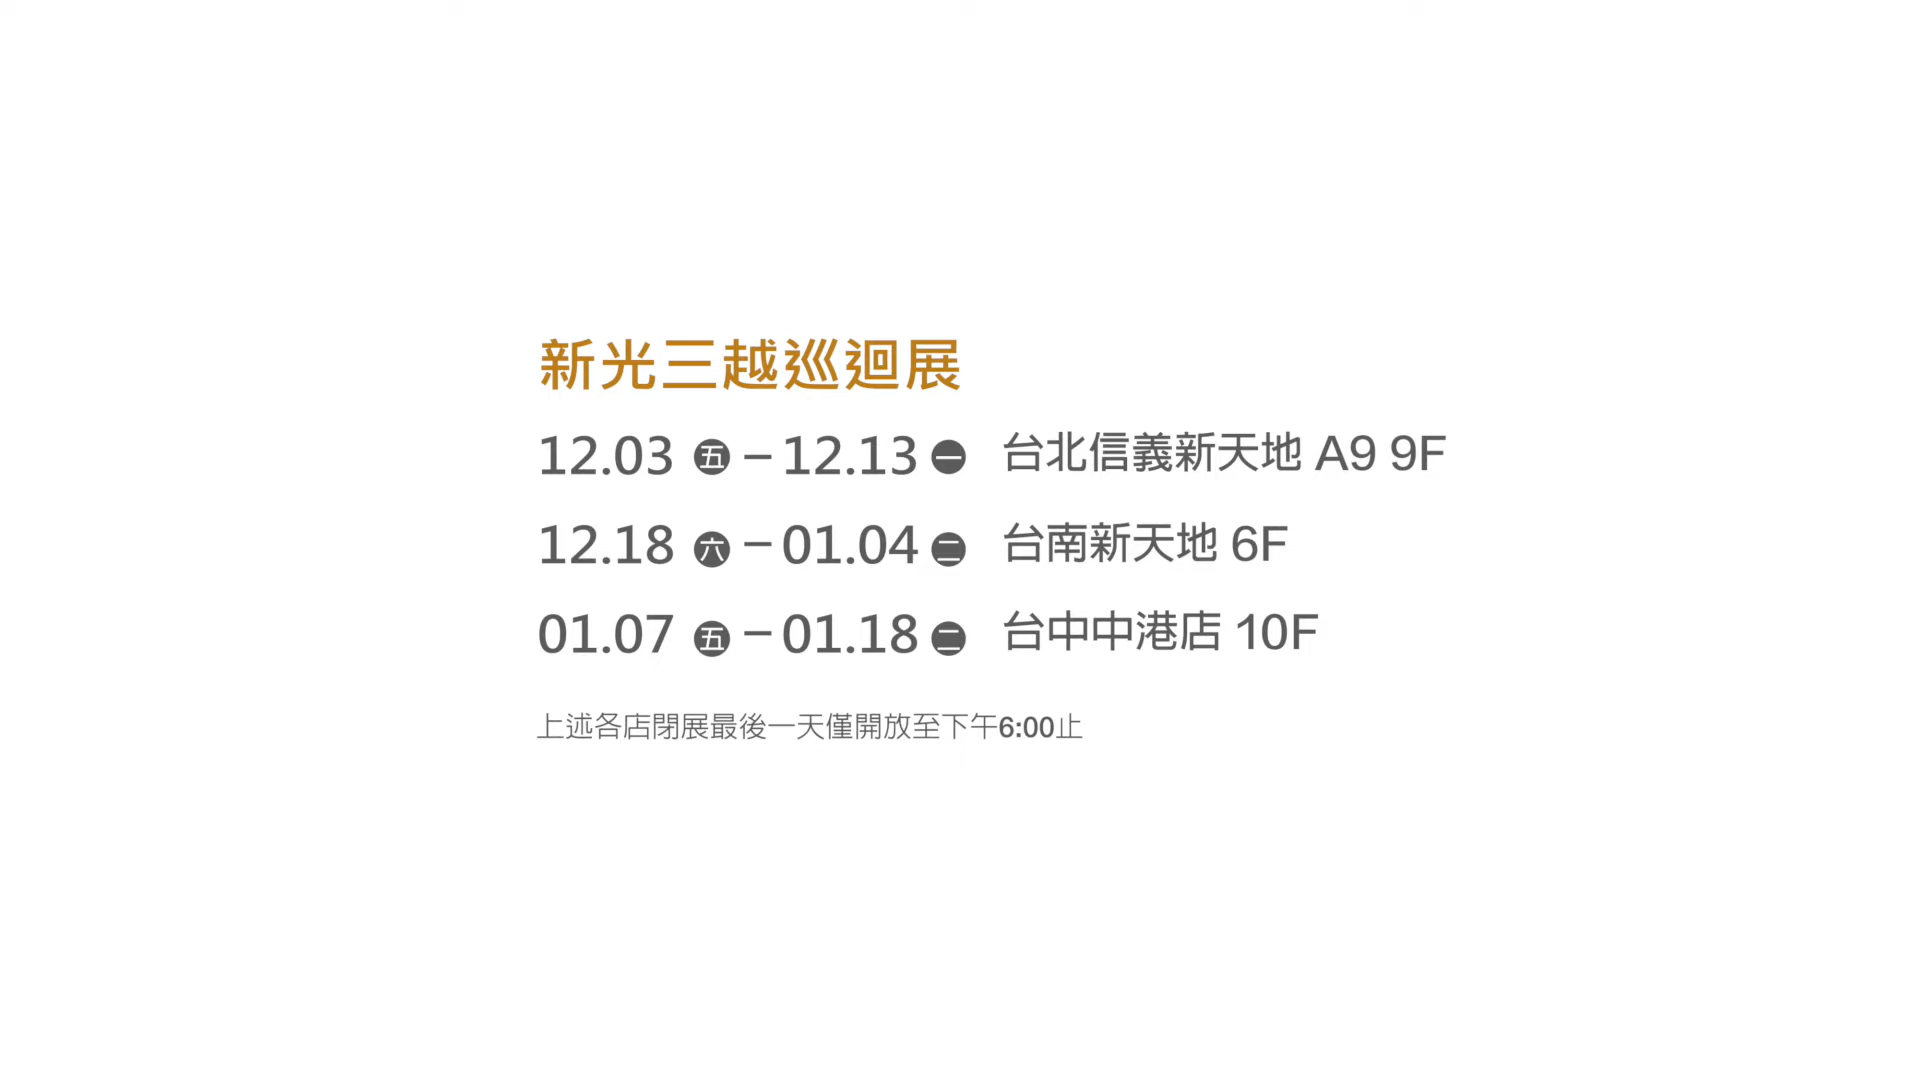 新光三越巡迴展
12.03 五 – 12.13 一 台北信義新天地 A9 9F
12.18 六 – 01.04 二 台南新天地 6F
01.07 五 – 01.18 二 台中中港店 10F
上述各店閉展最後一天僅開放至下午6:00止